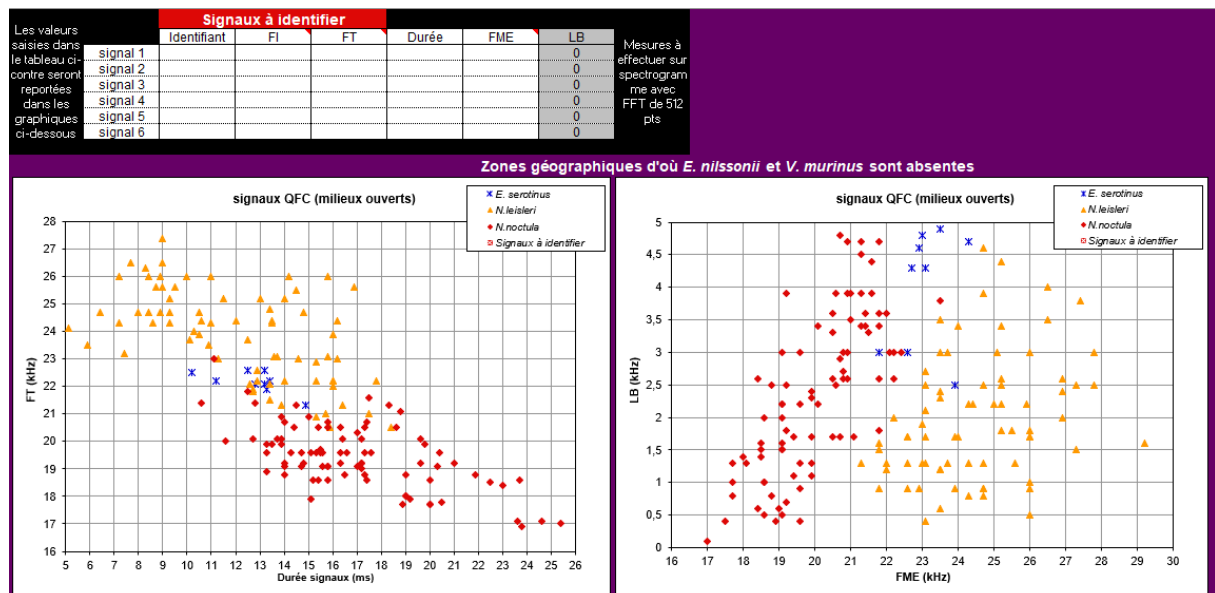 Signaux à identifier
Identifiant FI FT Durée FME LB
Les valeurs
saisies dans
le tableau ci-
contre seront
reportées
dans les
graphiques
ci-dessous
signal 1 0
signal 2 0
signal 3 0
signal 4 0
signal 5 0
signal 6 0
Mesures à
effectuer sur
spectrogram
me avec
FFT de 512
pts
Zones géographiques d'où E. nilssonii et V. murinus sont absentes
signaux QFC (milieux ouverts)
E. serotinus
N.leisleri
N.noctula
Signaux à identifier
FT (kHz)
28
27
26
25
24
23
22
21
20
19
18
17
16
5 6 7 8 9 10 11 12 13 14 15 16 17 18 19 20 21 22 23 24 25 26
Durée signaux (ms)
signaux QFC (milieux ouverts)
E. serotinus
N.leisleri
N.noctula
Signaux à identifier
LB (kHz)
5
4,5
4
3,5
3
2,5
2
1,5
1
0,5
0
16 17 18 19 20 21 22 23 24 25 26 27 28 29 30
FME (kHz)